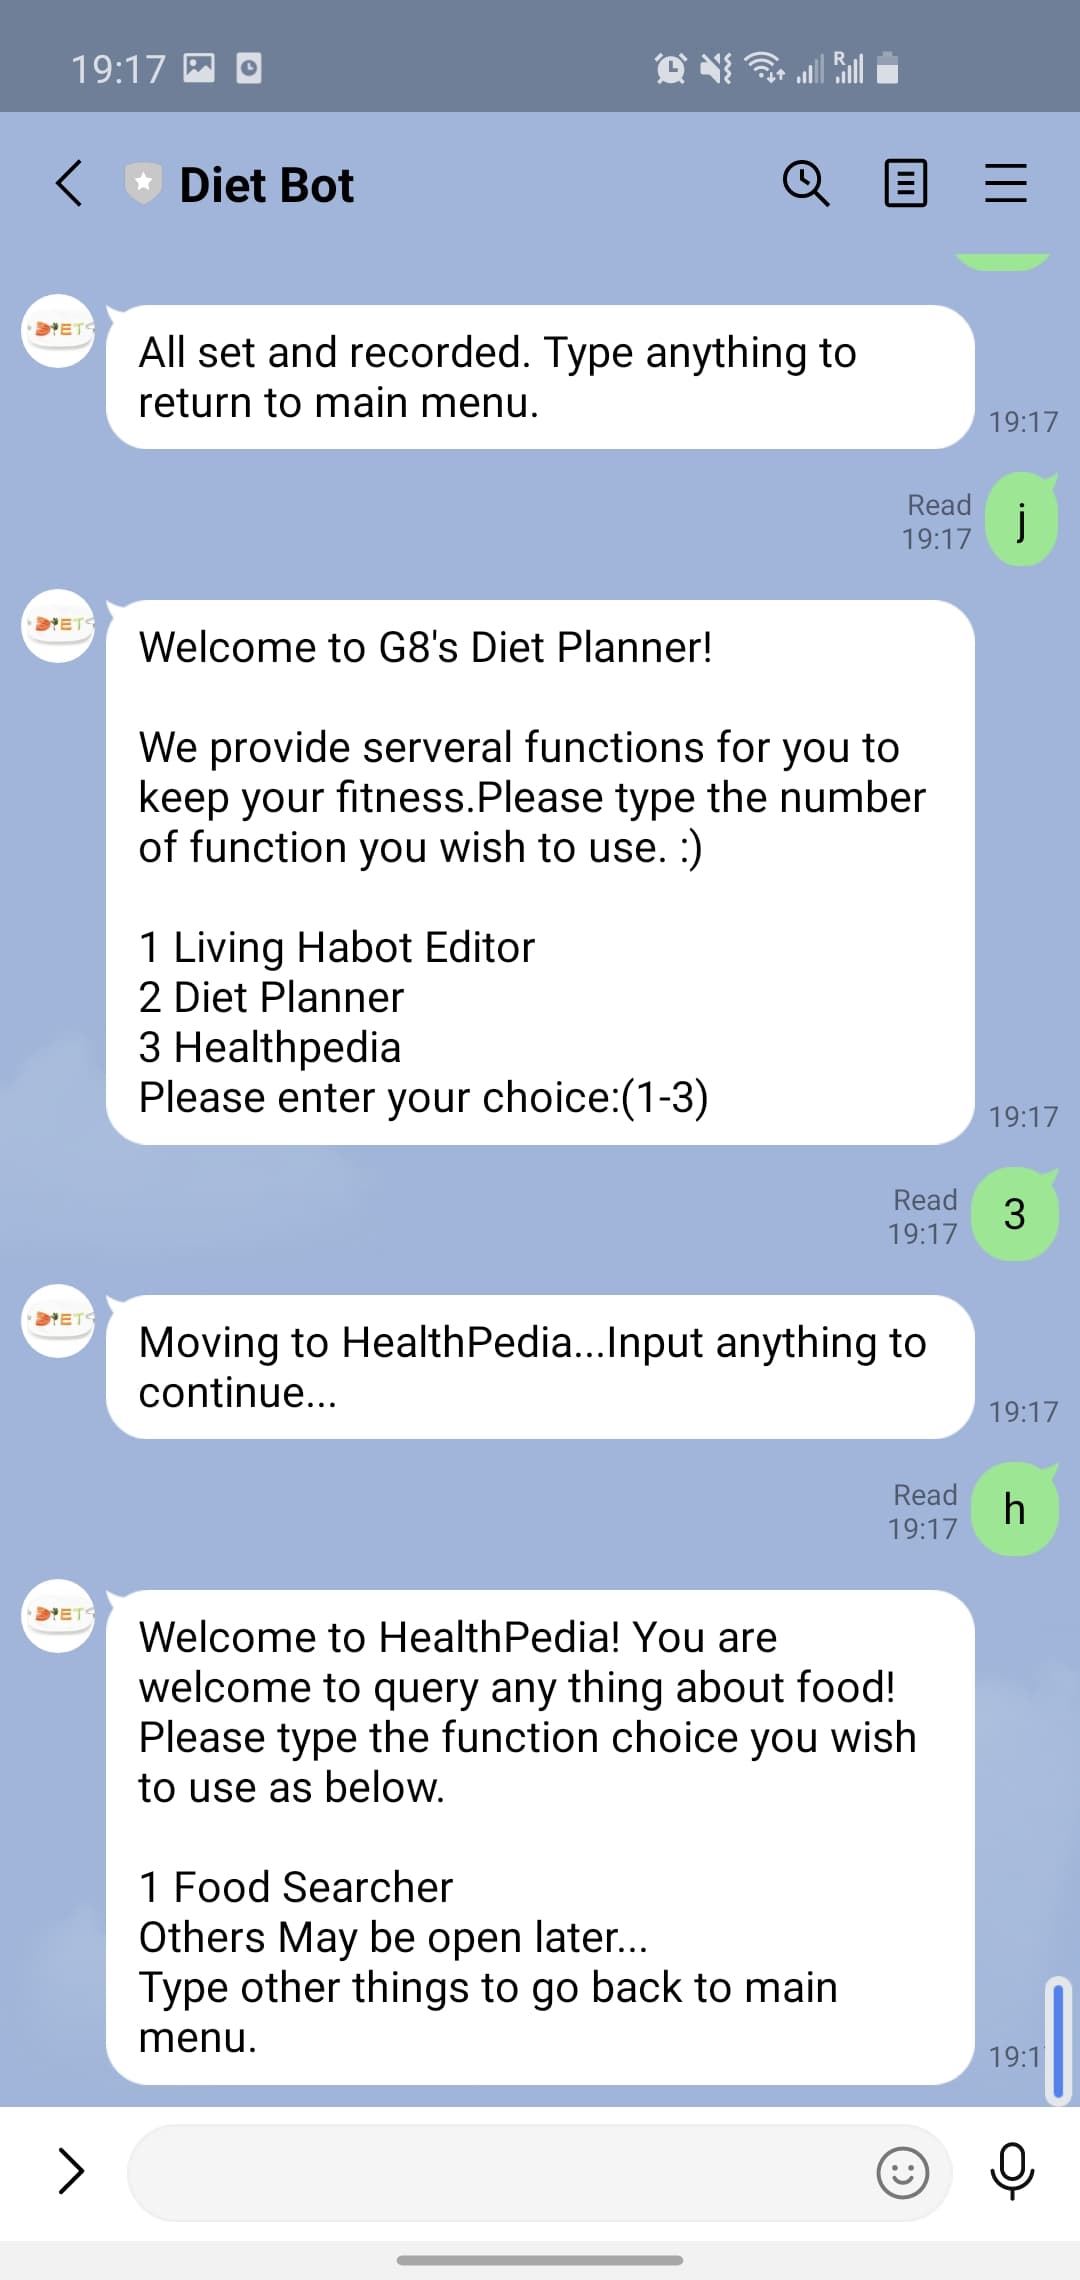 19:17
R
Diet Bot
DIETS
All set and recorded. Type anything to
return to main menu.
19:17
Read
19:17
j
DIETS
Welcome to G8's Diet Planner!
We provide serveral functions for you to
keep your fitness.Please type the number
of function you wish to use. :)
1 Living Habot Editor
2 Diet Planner
3 Healthpedia
Please enter your choice:(1-3)
19:17
Read
19:17
3
DIETS
Moving to HealthPedia...Input anything to
continue...
19:17
Read
19:17
h
DIETS
Welcome to HealthPedia! You are
welcome to query any thing about food!
Please type the function choice you wish
to use as below.
1 Food Searcher
Others May be open later...
Type other things to go back to main
menu.
19:1